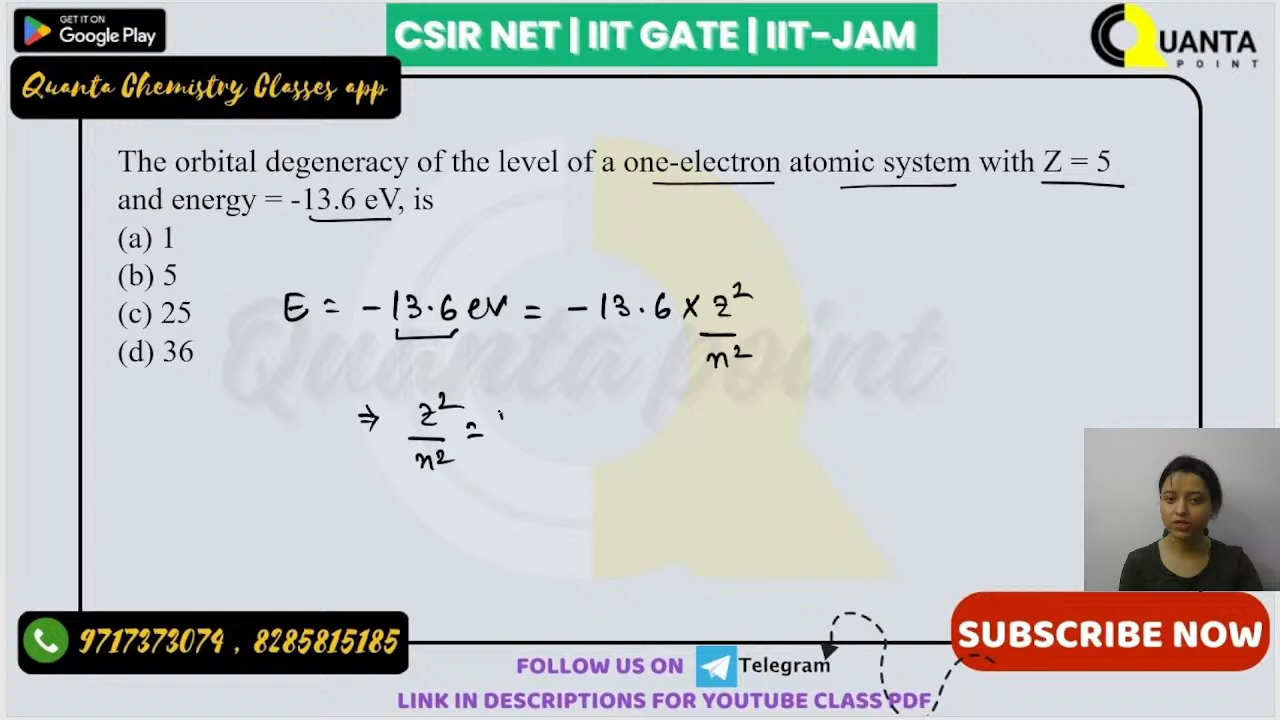 GET IT ON
Google Play
CSIR NET | IIT GATE | IIT-JAM
QUANTA
POINT
Quanta Chemistry Classes app
The orbital degeneracy of the level of a one-electron atomic system with Z = 5
and energy = -13.6 eV, is
(a) 1
(b) 5
(c) 25
(d) 36
E = -13.6 eV = -13.6 × z²/n²
⇒ z²/n² =
Quanta point
9717373074 , 8285815185
SUBSCRIBE NOW
FOLLOW US ON Telegram
LINK IN DESCRIPTIONS FOR YOUTUBE CLASS PDF